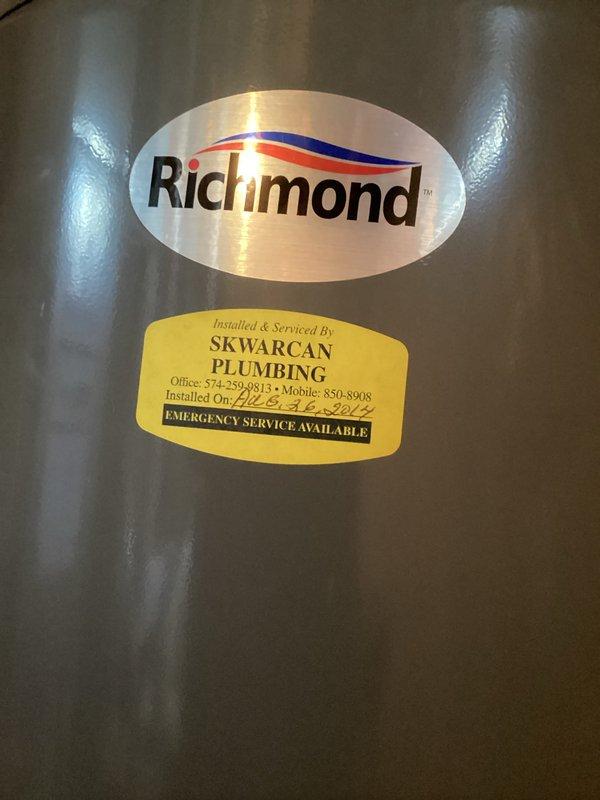 Richmond™
Installed & Serviced By
SKWARCAN
PLUMBING
Office: 574-259-9813 • Mobile: 850-8908
Installed On: AUG. 26, 2014
EMERGENCY SERVICE AVAILABLE